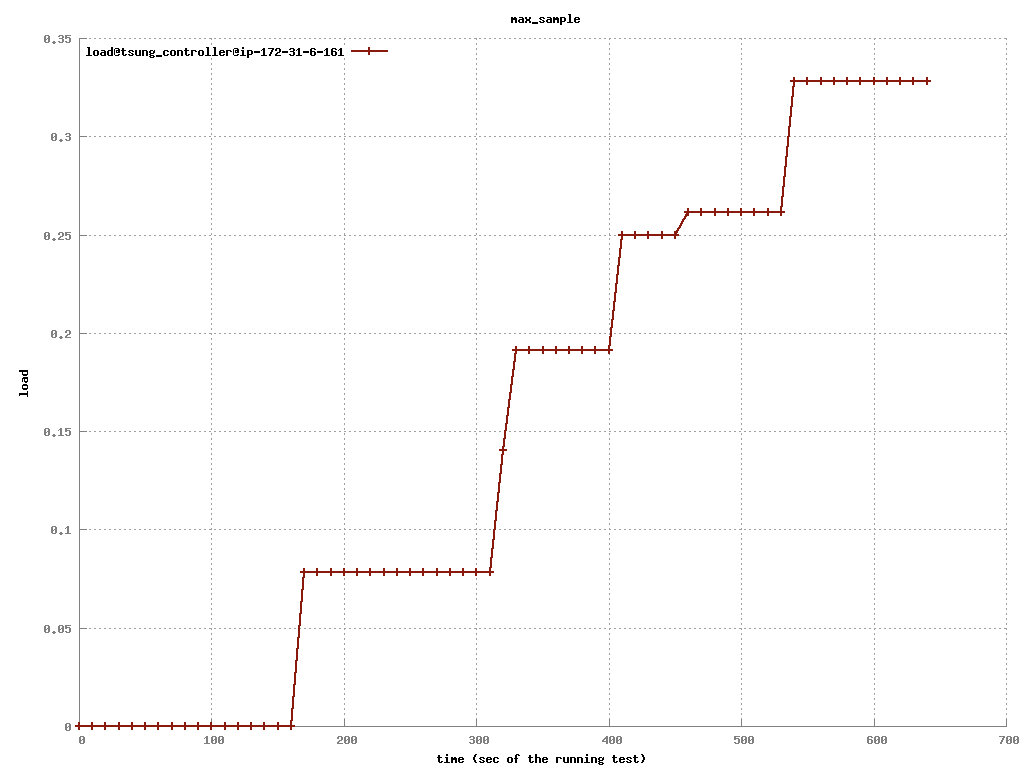 max_sample
load@tsung_controller@ip-172-31-6-161
0.35
0.3
0.25
0.2
0.15
0.1
0.05
0
load
0 100 200 300 400 500 600 700
time (sec of the running test)